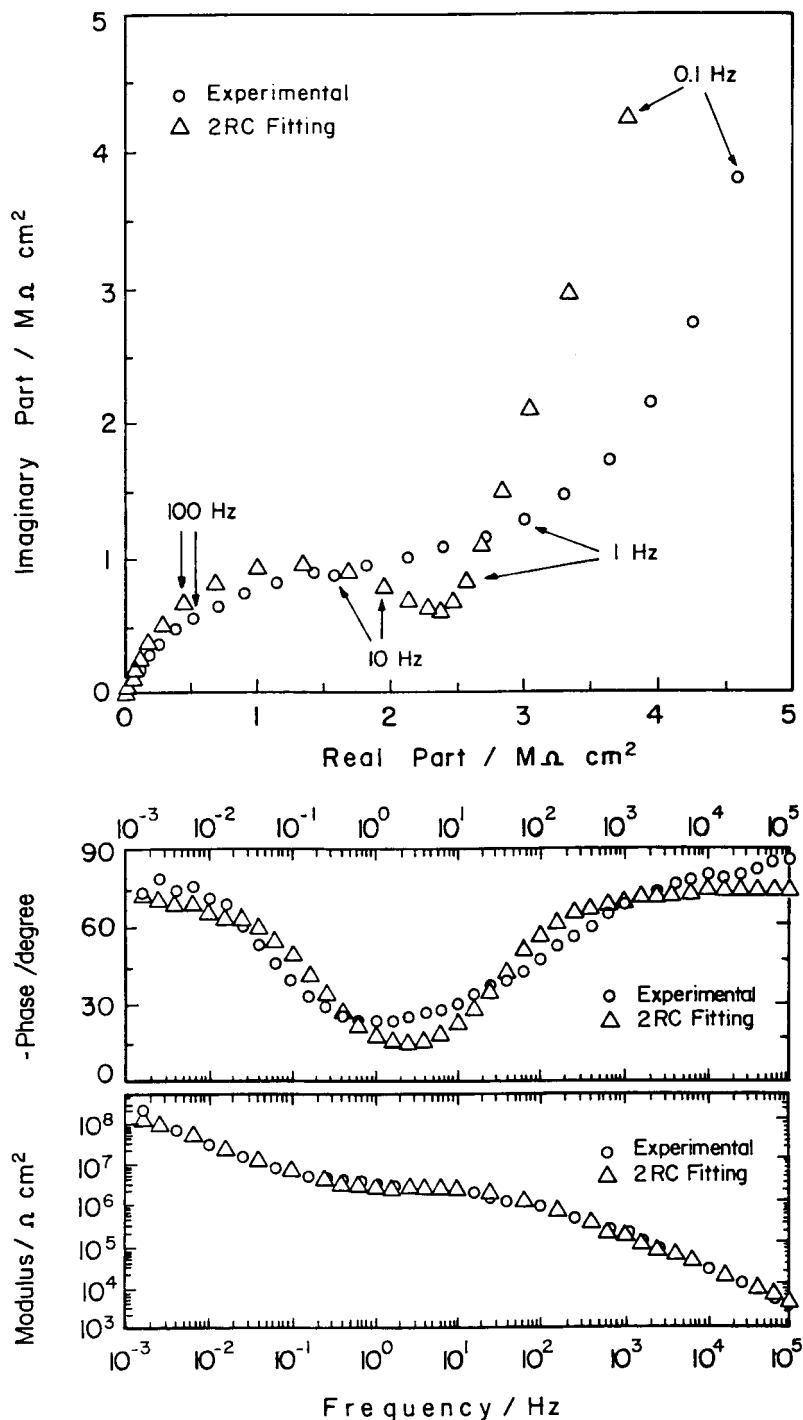 5
4
3
2
1
0
Imaginary Part / MΩ cm²
○ Experimental
△ 2RC Fitting
0.1 Hz
100 Hz
1 Hz
10 Hz
0 1 2 3 4 5
Real Part / MΩ cm²
10⁻³ 10⁻² 10⁻¹ 10⁰ 10¹ 10² 10³ 10⁴ 10⁵
90
60
30
0
-Phase /degree
○ Experimental
△ 2RC Fitting
10⁸
10⁷
10⁶
10⁵
10⁴
10³
Modulus / Ω cm²
○ Experimental
△ 2RC Fitting
10⁻³ 10⁻² 10⁻¹ 10⁰ 10¹ 10² 10³ 10⁴ 10⁵
Frequency / Hz